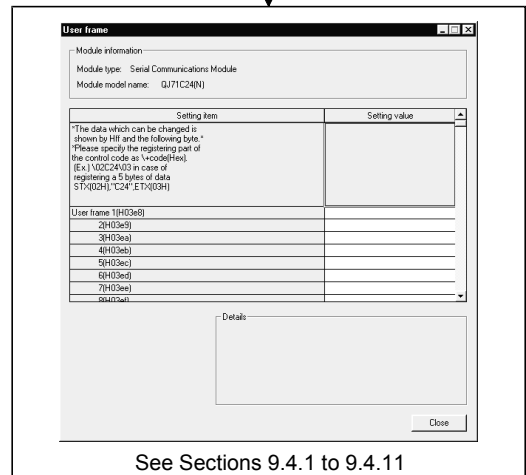 User frame
Module information
Module type: Serial Communications Module
Module model name: QJ71C24(N)
Setting item Setting value
*The data which can be changed is
shown by Hff and the following byte.*
*Please specify the registering part of
the control code as \+code(Hex).
(Ex.) \02C24\03 in case of
registering a 5 bytes of data
STX(02H),"C24",ETX(03H)
User frame 1(H03e8)
2(H03e9)
3(H03ea)
4(H03eb)
5(H03ec)
6(H03ed)
7(H03ee)
8(H03ef)
Details
Close
See Sections 9.4.1 to 9.4.11